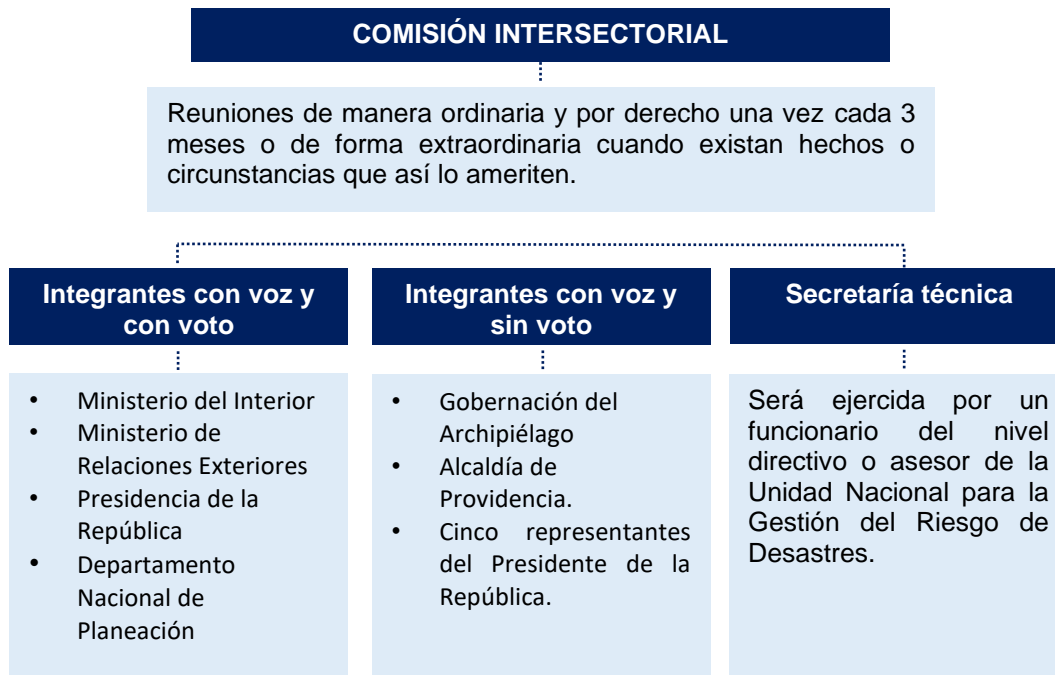 COMISIÓN INTERSECTORIAL
Reuniones de manera ordinaria y por derecho una vez cada 3
meses o de forma extraordinaria cuando existan hechos o
circunstancias que así lo ameriten.
Integrantes con voz y
con voto
• Ministerio del Interior
• Ministerio de
Relaciones Exteriores
• Presidencia de la
República
• Departamento
Nacional de
Planeación
Integrantes con voz y
sin voto
• Gobernación del
Archipiélago
• Alcaldía de
Providencia.
• Cinco representantes
del Presidente de la
República.
Secretaría técnica
Será ejercida por un
funcionario del nivel
directivo o asesor de la
Unidad Nacional para la
Gestión del Riesgo de
Desastres.